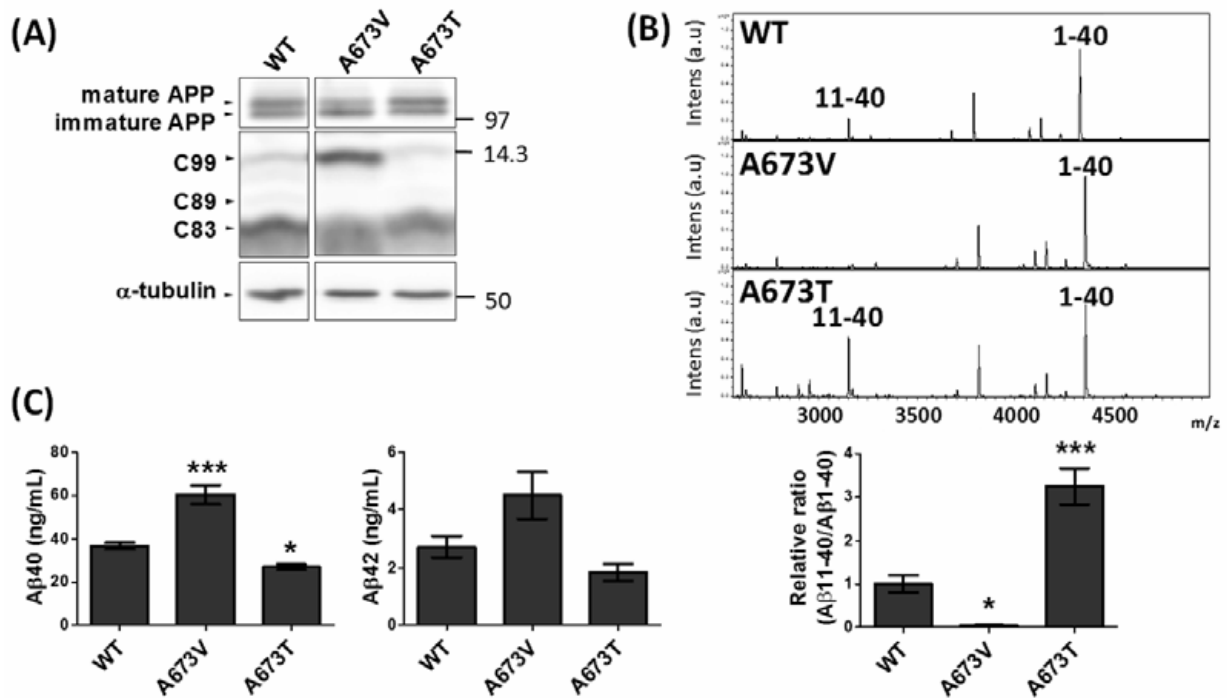 (A)
WT
A673V
A673T
mature APP
immature APP
97
C99
14.3
C89
C83
α-tubulin
50
(B)
WT
Intens (a.u)
11-40
1-40
A673V
Intens (a.u)
1-40
A673T
Intens (a.u)
11-40
1-40
3000
3500
4000
4500
m/z
Relative ratio
(Aβ11-40/Aβ1-40)
4
3
2
1
0
*
***
WT
A673V
A673T
(C)
Aβ40 (ng/mL)
80
60
40
20
0
***
*
WT
A673V
A673T
Aβ42 (ng/mL)
6
4
2
0
WT
A673V
A673T